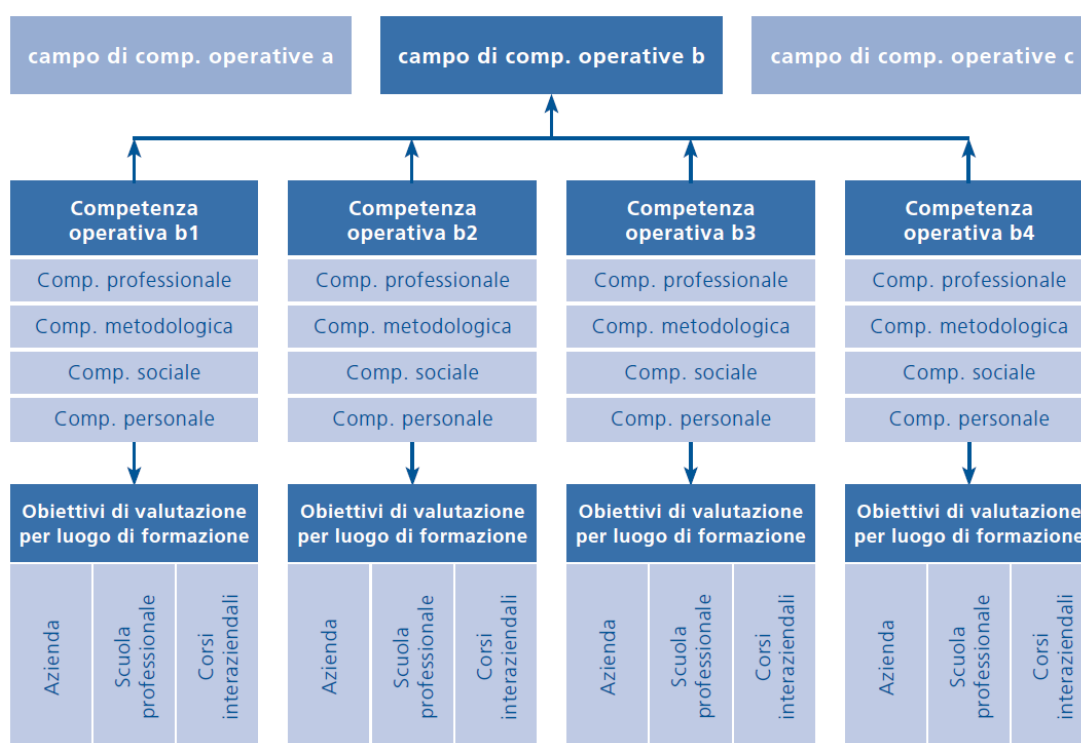 campo di comp. operative a
campo di comp. operative b
campo di comp. operative c
Competenza
operativa b1
Comp. professionale
Comp. metodologica
Comp. sociale
Comp. personale
Obiettivi di valutazione
per luogo di formazione
Azienda
Scuola
professionale
Corsi
interaziendali
Competenza
operativa b2
Comp. professionale
Comp. metodologica
Comp. sociale
Comp. personale
Obiettivi di valutazione
per luogo di formazione
Azienda
Scuola
professionale
Corsi
interaziendali
Competenza
operativa b3
Comp. professionale
Comp. metodologica
Comp. sociale
Comp. personale
Obiettivi di valutazione
per luogo di formazione
Azienda
Scuola
professionale
Corsi
interaziendali
Competenza
operativa b4
Comp. professionale
Comp. metodologica
Comp. sociale
Comp. personale
Obiettivi di valutazione
per luogo di formazione
Azienda
Scuola
professionale
Corsi
interaziendali